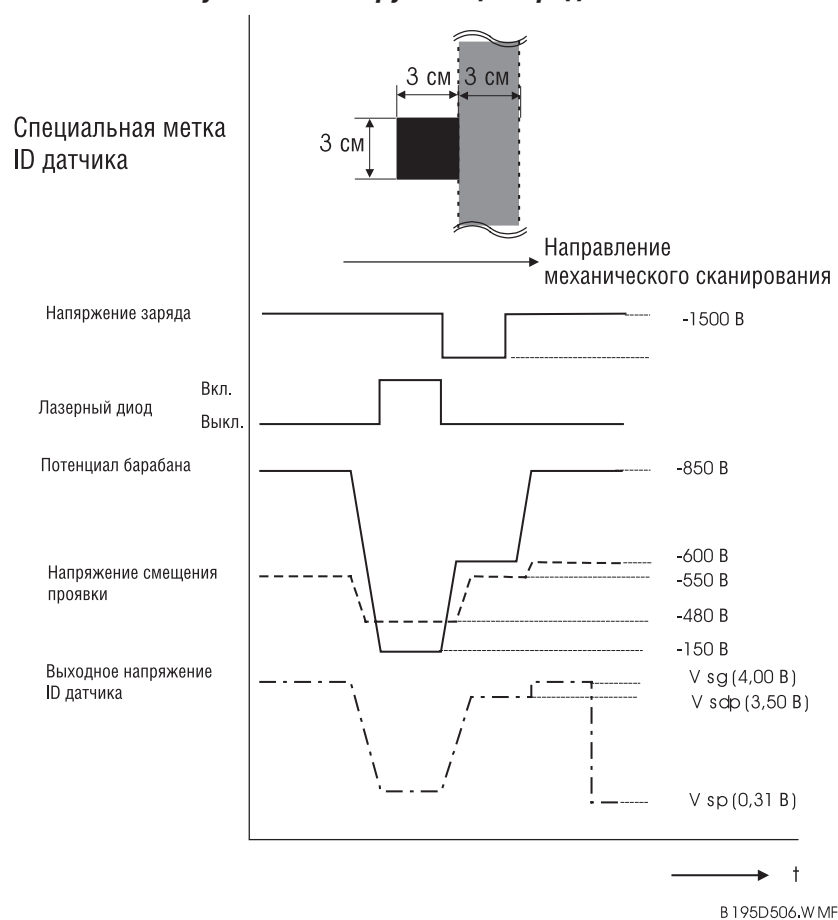 3 см 3 см
3 см
Специальная метка
ID датчика
Направление
механического сканирования
Напяржение заряда
-1500 В
Вкл.
Лазерный диод
Выкл.
Потенциал барабана
-850 В
-600 В
Напряжение смещения
проявки
-550 В
-480 В
-150 В
Выходное напряжение
ID датчика
V sg (4,00 В)
V sdp (3,50 В)
V sp (0,31 В)
t
B195D506.WMF